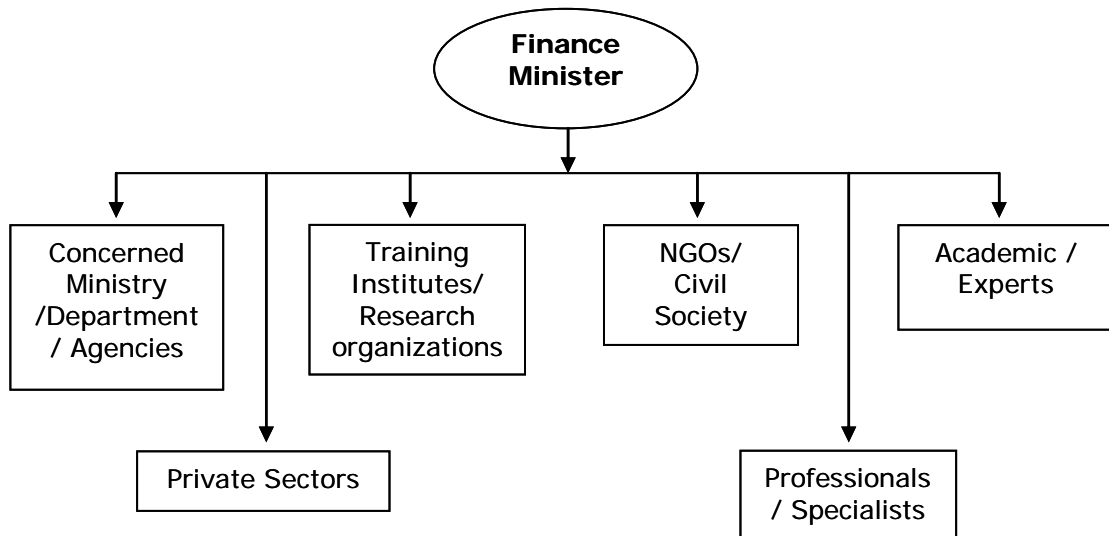 Finance
Minister
Concerned
Ministry
/Department
/ Agencies
Training
Institutes/
Research
organizations
NGOs/
Civil
Society
Academic /
Experts
Private Sectors
Professionals
/ Specialists